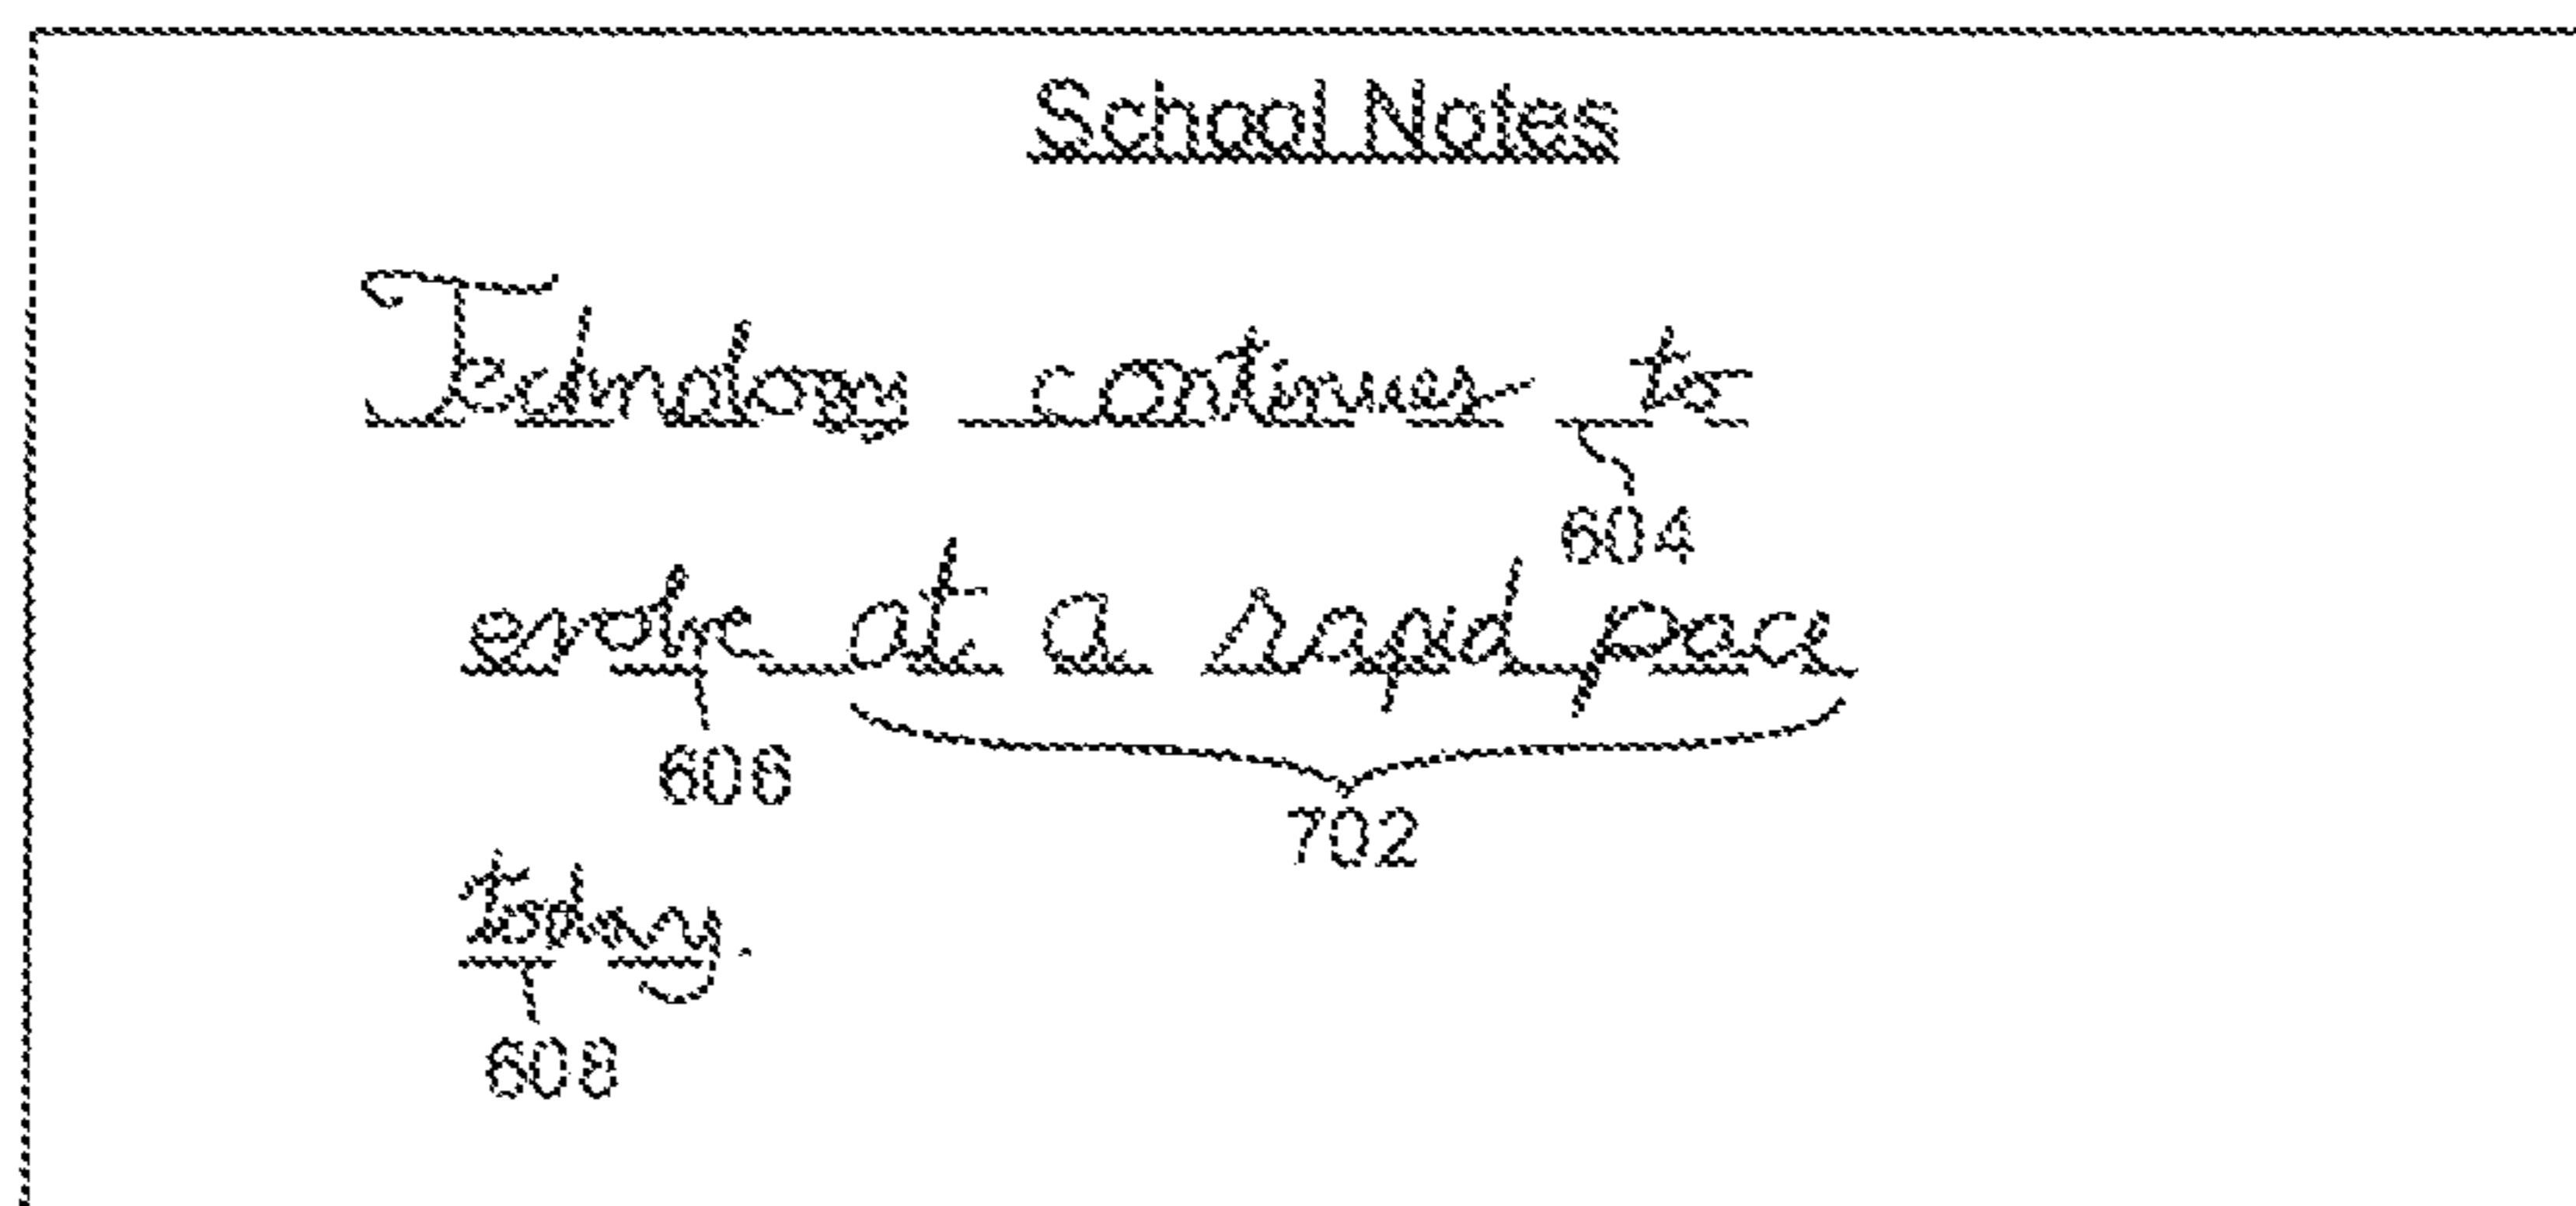 School Notes
Technology continues to
604
evolve at a rapid pace
606
702
today.
608